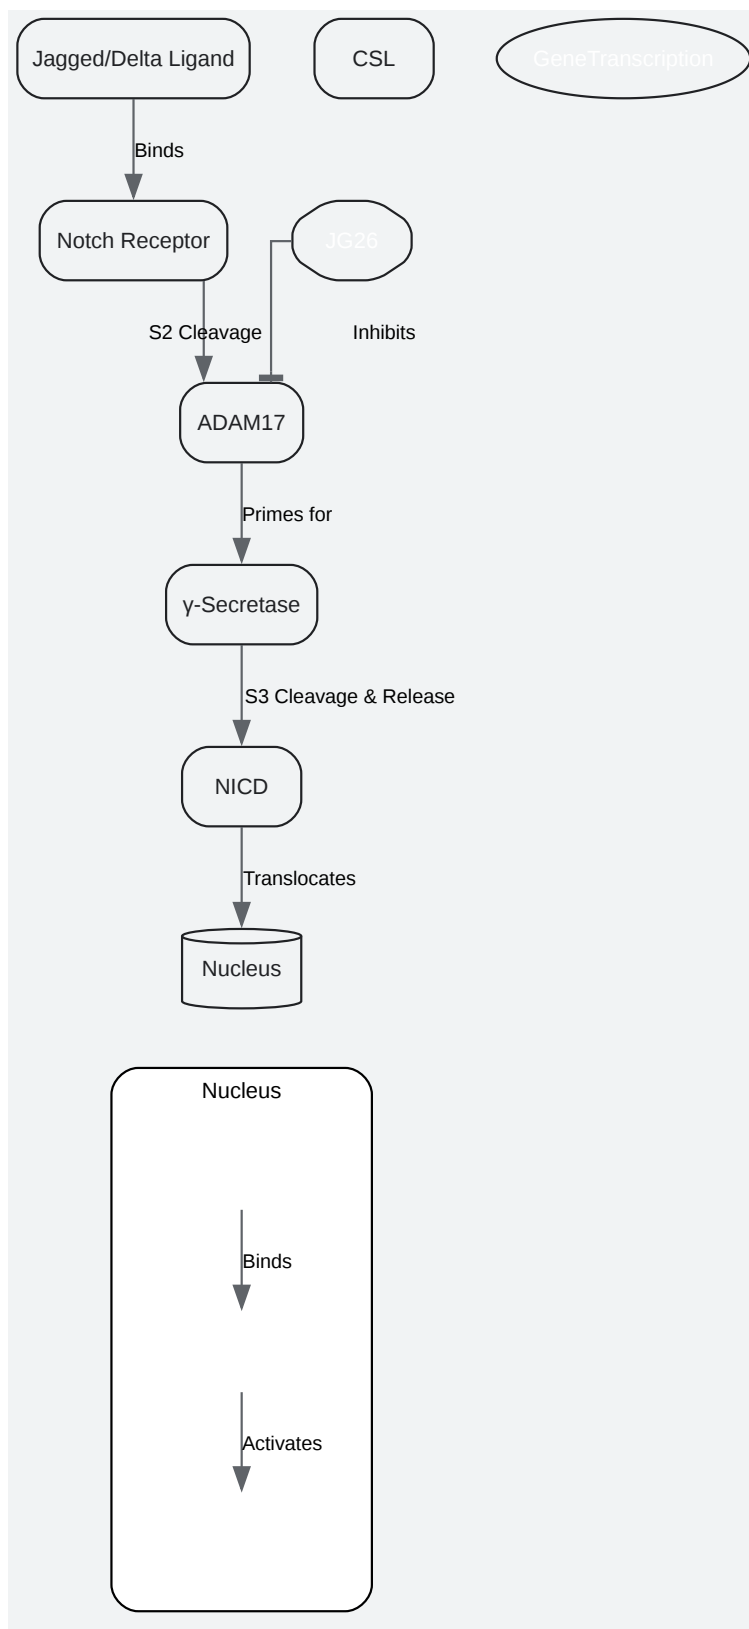 Jagged/Delta Ligand
CSL
GeneTranscription
Binds
Notch Receptor
JG26
S2 Cleavage
Inhibits
ADAM17
Primes for
γ-Secretase
S3 Cleavage & Release
NICD
Translocates
Nucleus
Nucleus
Binds
Activates